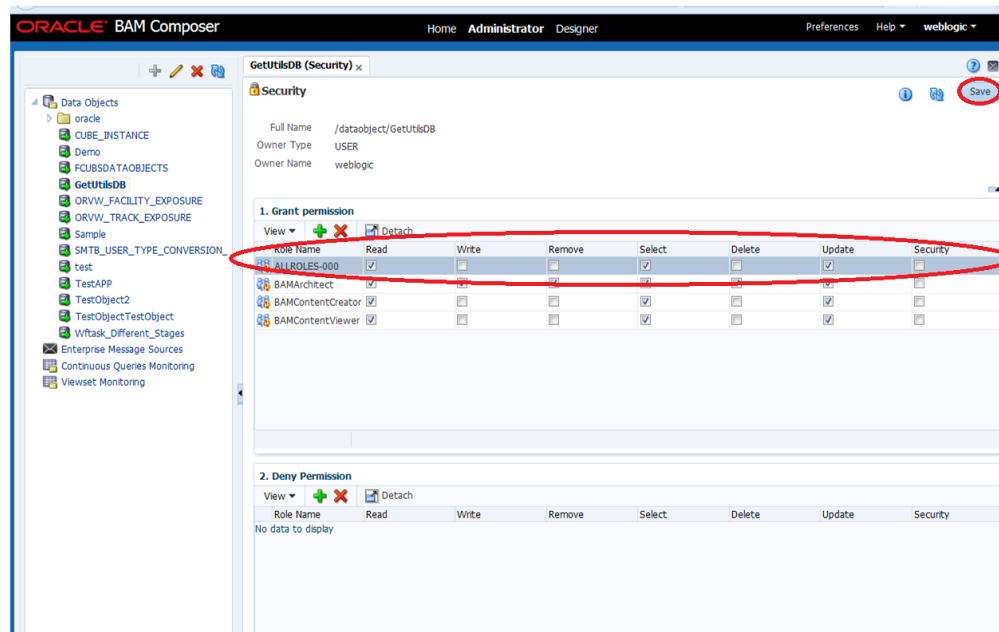 ORACLE® BAM Composer
Home Administrator Designer
Preferences Help weblogic
GetUtilsDB (Security)
Security
Save
Data Objects
oracle
CUBE_INSTANCE
Demo
FCUBSDATAOBJECTS
GetUtilsDB
ORVW_FACILITY_EXPOSURE
ORVW_TRACK_EXPOSURE
Sample
SMTB_USER_TYPE_CONVERSION_
test
TestAPP
TestObject2
TestObjectTestObject
Wftask_Different_Stages
Enterprise Message Sources
Continuous Queries Monitoring
Viewset Monitoring
Full Name /dataobject/GetUtilsDB
Owner Type USER
Owner Name weblogic
1. Grant permission
View Detach
Role Name Read Write Remove Select Delete Update Security
ALLROLES-000
BAMArchitect
BAMContentCreator
BAMContentViewer
2. Deny Permission
View Detach
Role Name Read Write Remove Select Delete Update Security
No data to display